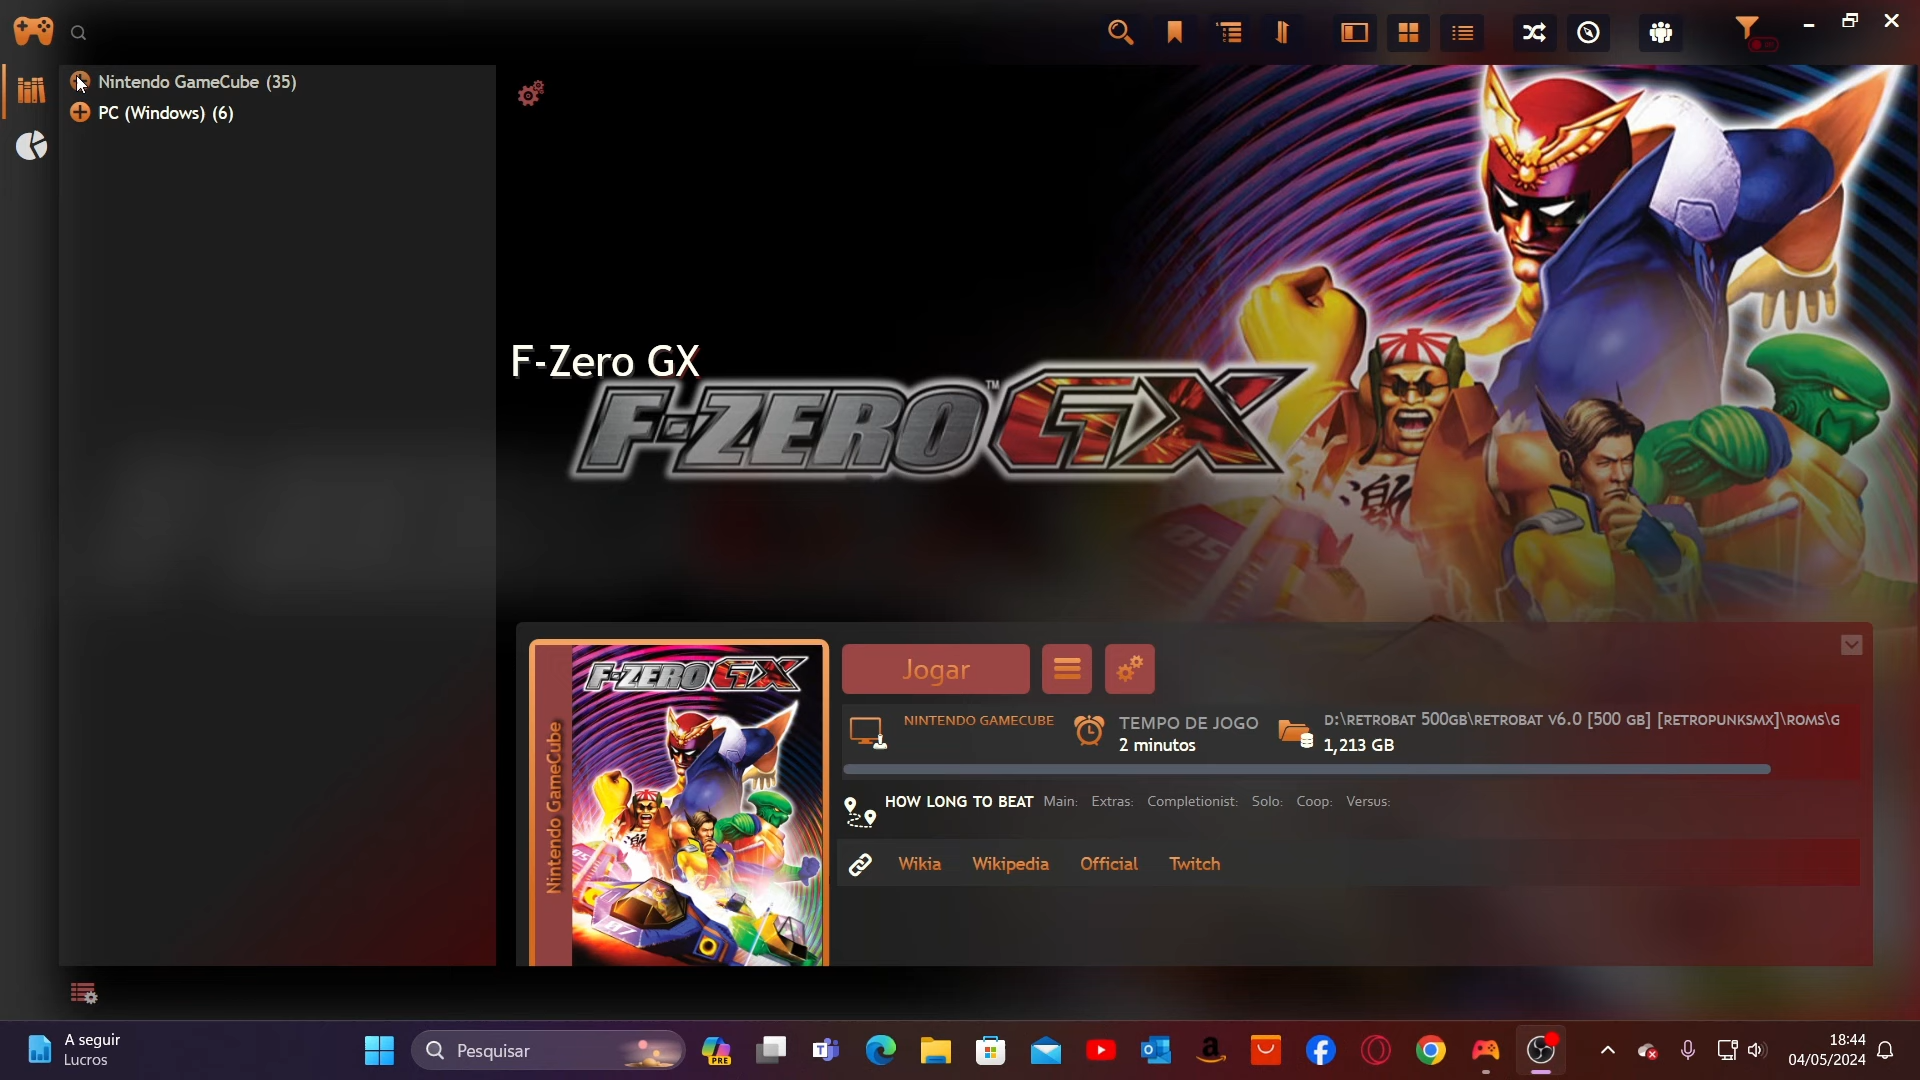 Nintendo GameCube (35)
PC (Windows) (6)
F-Zero GX
F-ZERO GX
™
F-ZERO GX
Nintendo GameCube
Jogar
NINTENDO GAMECUBE
TEMPO DE JOGO
2 minutos
D:\RETROBAT 500GB\RETROBAT V6.0 [500 GB] [RETROPUNKSMX]\ROMS\G
1,213 GB
HOW LONG TO BEAT Main: Extras: Completionist: Solo: Coop: Versus:
Wikia Wikipedia Official Twitch
A seguir
Lucros
Pesquisar
PRE
18:44
04/05/2024